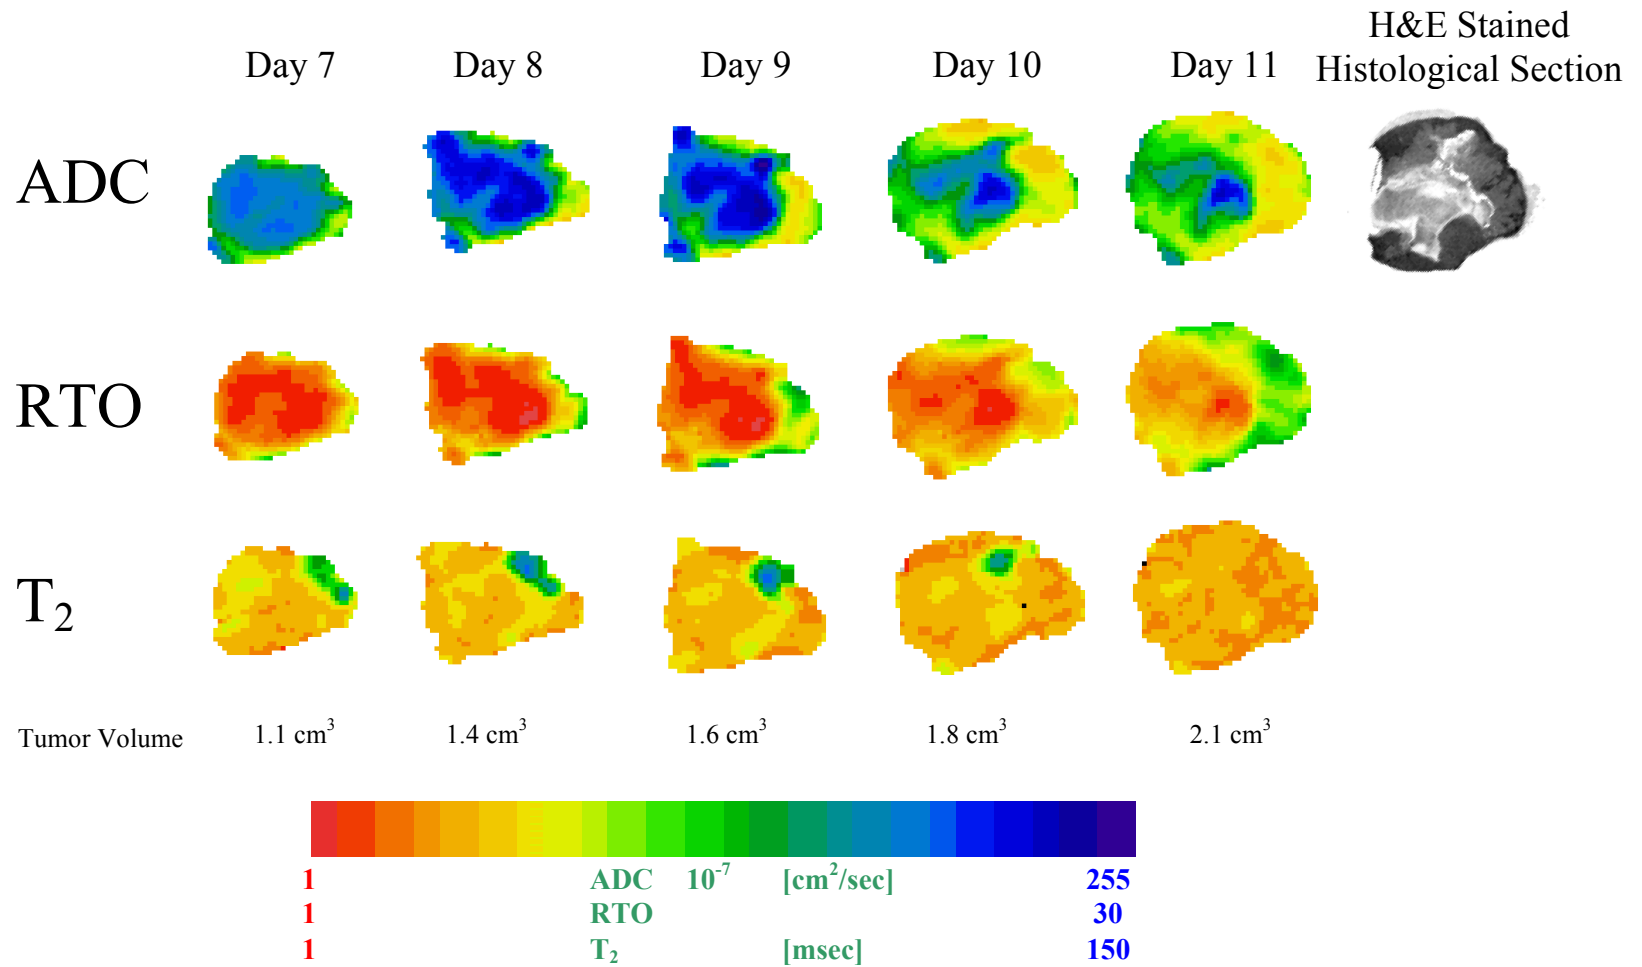 H&E Stained
Histological Section
Day 7 Day 8 Day 9 Day 10 Day 11
ADC
RTO
T₂
Tumor Volume 1.1 cm³ 1.4 cm³ 1.6 cm³ 1.8 cm³ 2.1 cm³
1 ADC 10⁻⁷ [cm²/sec] 255
1 RTO 30
1 T₂ [msec] 150